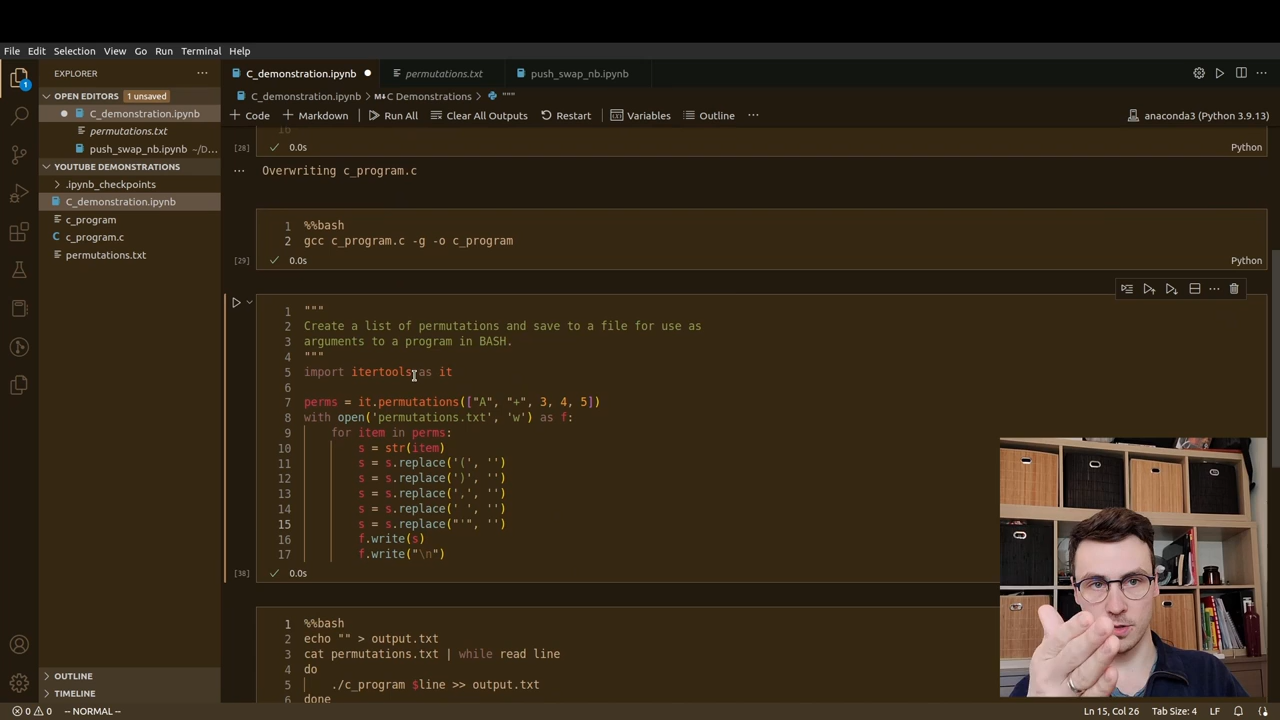 File Edit Selection View Go Run Terminal Help
EXPLORER
C_demonstration.ipynb
permutations.txt
push_swap_nb.ipynb
OPEN EDITORS 1 unsaved
C_demonstration.ipynb > M↓C Demonstrations > """
C_demonstration.ipynb
+ Code + Markdown Run All Clear All Outputs Restart Variables Outline ...
anaconda3 (Python 3.9.13)
permutations.txt
push_swap_nb.ipynb ~/D...
YOUTUBE DEMONSTRATIONS
.ipynb_checkpoints
C_demonstration.ipynb
c_program
c_program.c
permutations.txt
16
[28] 0.0s Python
Overwriting c_program.c
1 %%bash
2 gcc c_program.c -g -o c_program
[29] 0.0s Python
1 """
2 Create a list of permutations and save to a file for use as
3 arguments to a program in BASH.
4 """
5 import itertools as it
6
7 perms = it.permutations(["A", "+", 3, 4, 5])
8 with open('permutations.txt', 'w') as f:
9 for item in perms:
10 s = str(item)
11 s = s.replace('(', '')
12 s = s.replace(')', '')
13 s = s.replace(',', '')
14 s = s.replace(' ', '')
15 s = s.replace("'", '')
16 f.write(s)
17 f.write("\n")
[38] 0.0s
1 %%bash
2 echo "" > output.txt
3 cat permutations.txt | while read line
4 do
5 ./c_program $line >> output.txt
6 done
OUTLINE
TIMELINE
0 0 -- NORMAL --
Ln 15, Col 26 Tab Size: 4 LF